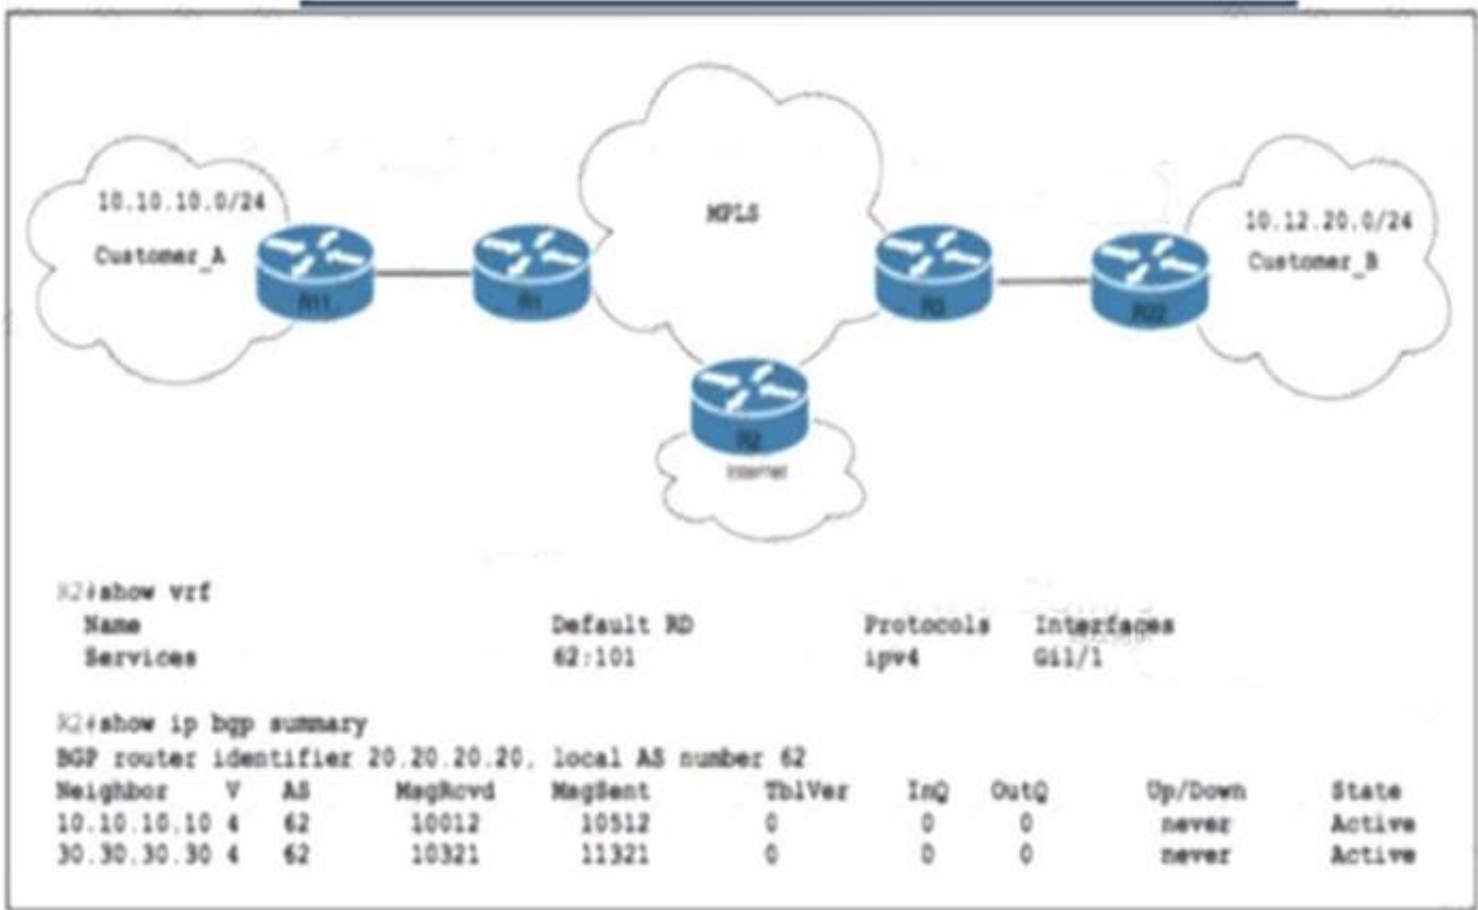 10.10.10.0/24
Customer_A
R11
R1
MPLS
R3
R22
10.12.20.0/24
Customer_B
R2
Internet
R2#show vrf
Name Default RD Protocols Interfaces
Services 62:101 ipv4 Gi1/1
R2#show ip bgp summary
BGP router identifier 20.20.20.20, local AS number 62
Neighbor V AS MsgRcvd MsgSent TblVer InQ OutQ Up/Down State
10.10.10.10 4 62 10012 10512 0 0 0 never Active
30.30.30.30 4 62 10321 11321 0 0 0 never Active